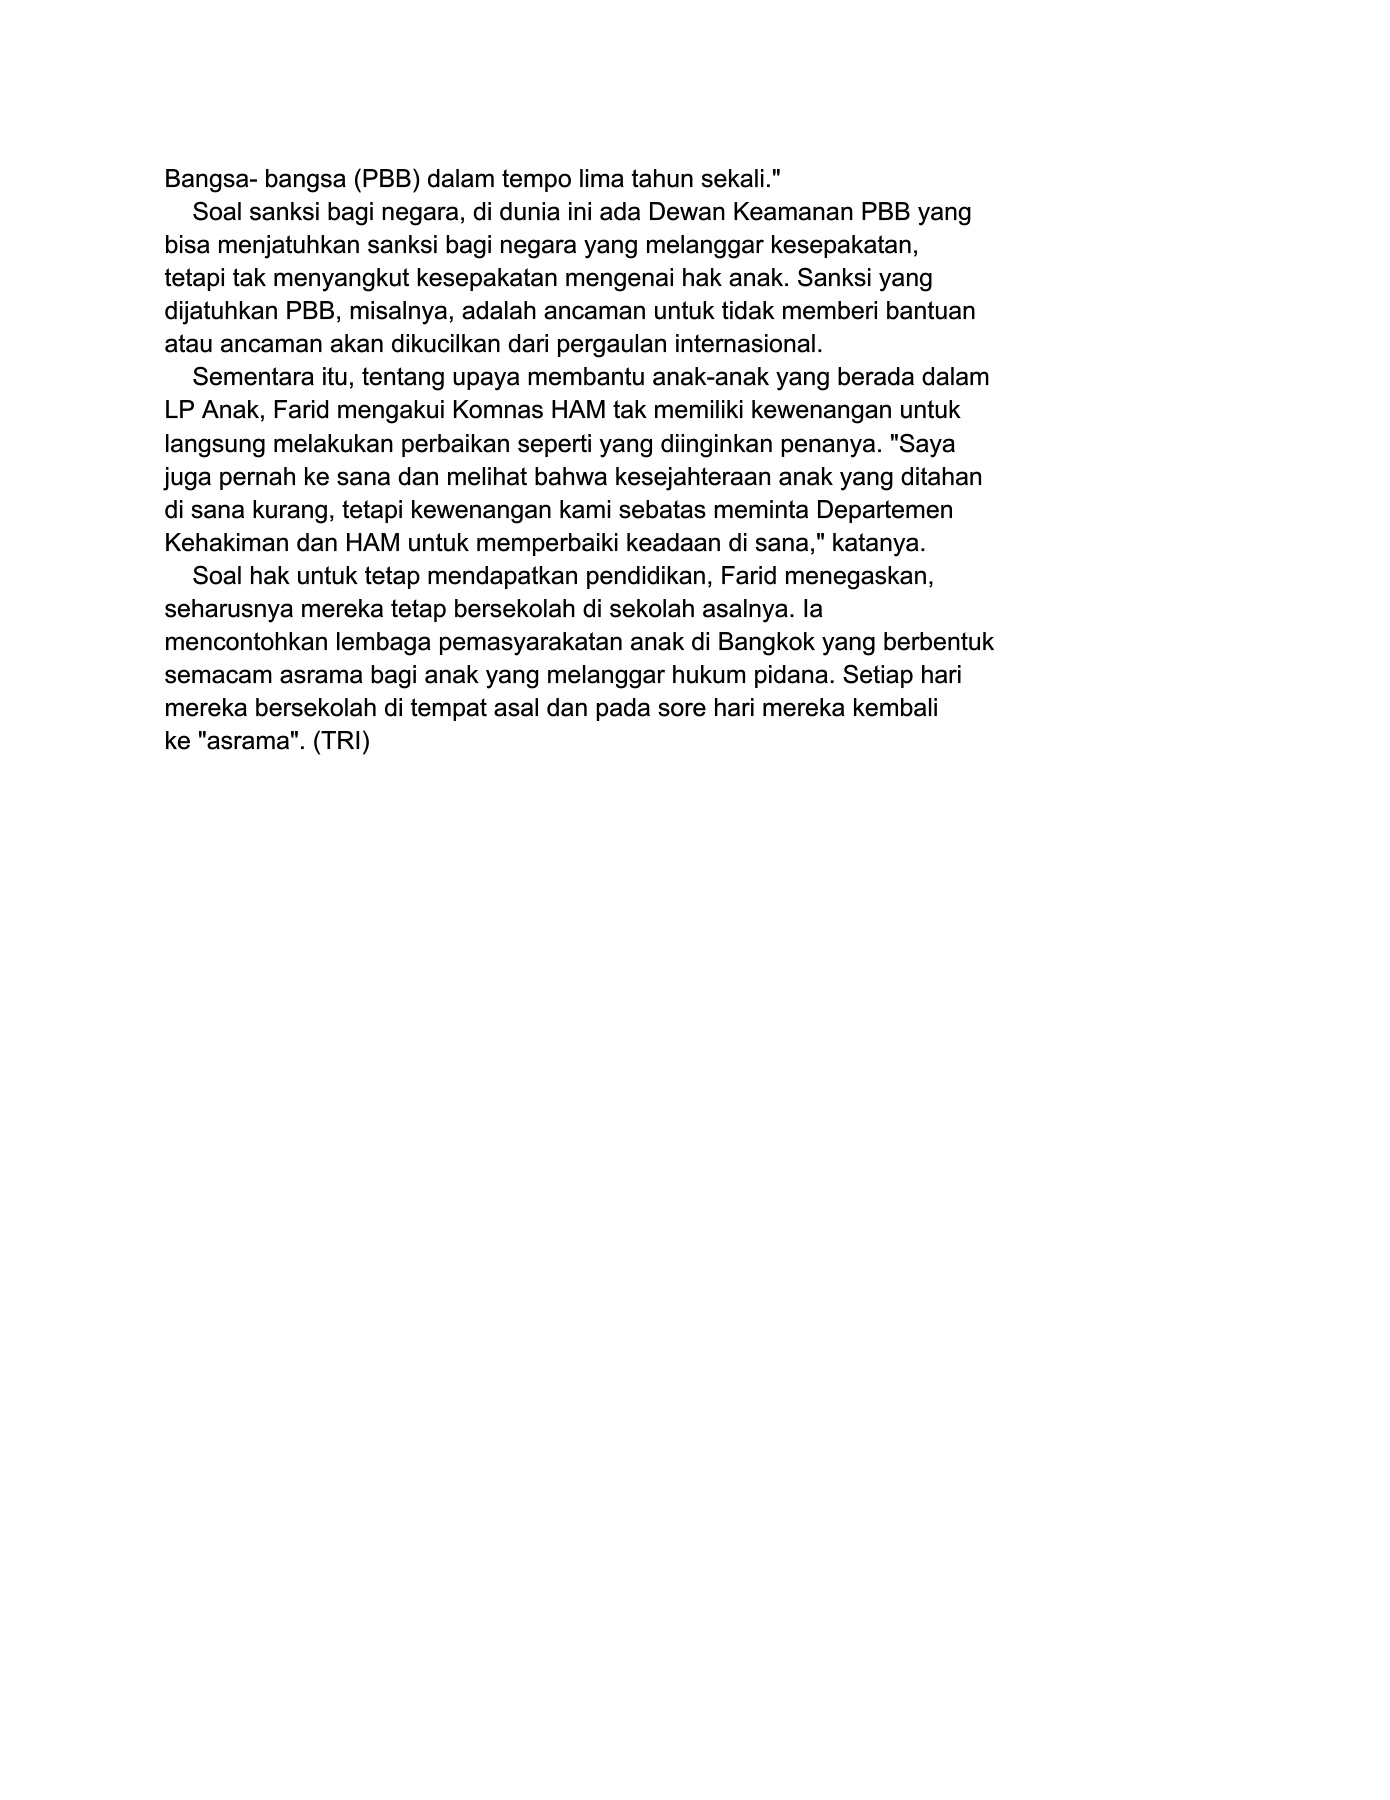 Bangsa- bangsa (PBB) dalam tempo lima tahun sekali."
Soal sanksi bagi negara, di dunia ini ada Dewan Keamanan PBB yang
bisa menjatuhkan sanksi bagi negara yang melanggar kesepakatan,
tetapi tak menyangkut kesepakatan mengenai hak anak. Sanksi yang
dijatuhkan PBB, misalnya, adalah ancaman untuk tidak memberi bantuan
atau ancaman akan dikucilkan dari pergaulan internasional.
Sementara itu, tentang upaya membantu anak-anak yang berada dalam
LP Anak, Farid mengakui Komnas HAM tak memiliki kewenangan untuk
langsung melakukan perbaikan seperti yang diinginkan penanya. "Saya
juga pernah ke sana dan melihat bahwa kesejahteraan anak yang ditahan
di sana kurang, tetapi kewenangan kami sebatas meminta Departemen
Kehakiman dan HAM untuk memperbaiki keadaan di sana," katanya.
Soal hak untuk tetap mendapatkan pendidikan, Farid menegaskan,
seharusnya mereka tetap bersekolah di sekolah asalnya. Ia
mencontohkan lembaga pemasyarakatan anak di Bangkok yang berbentuk
semacam asrama bagi anak yang melanggar hukum pidana. Setiap hari
mereka bersekolah di tempat asal dan pada sore hari mereka kembali
ke "asrama". (TRI)